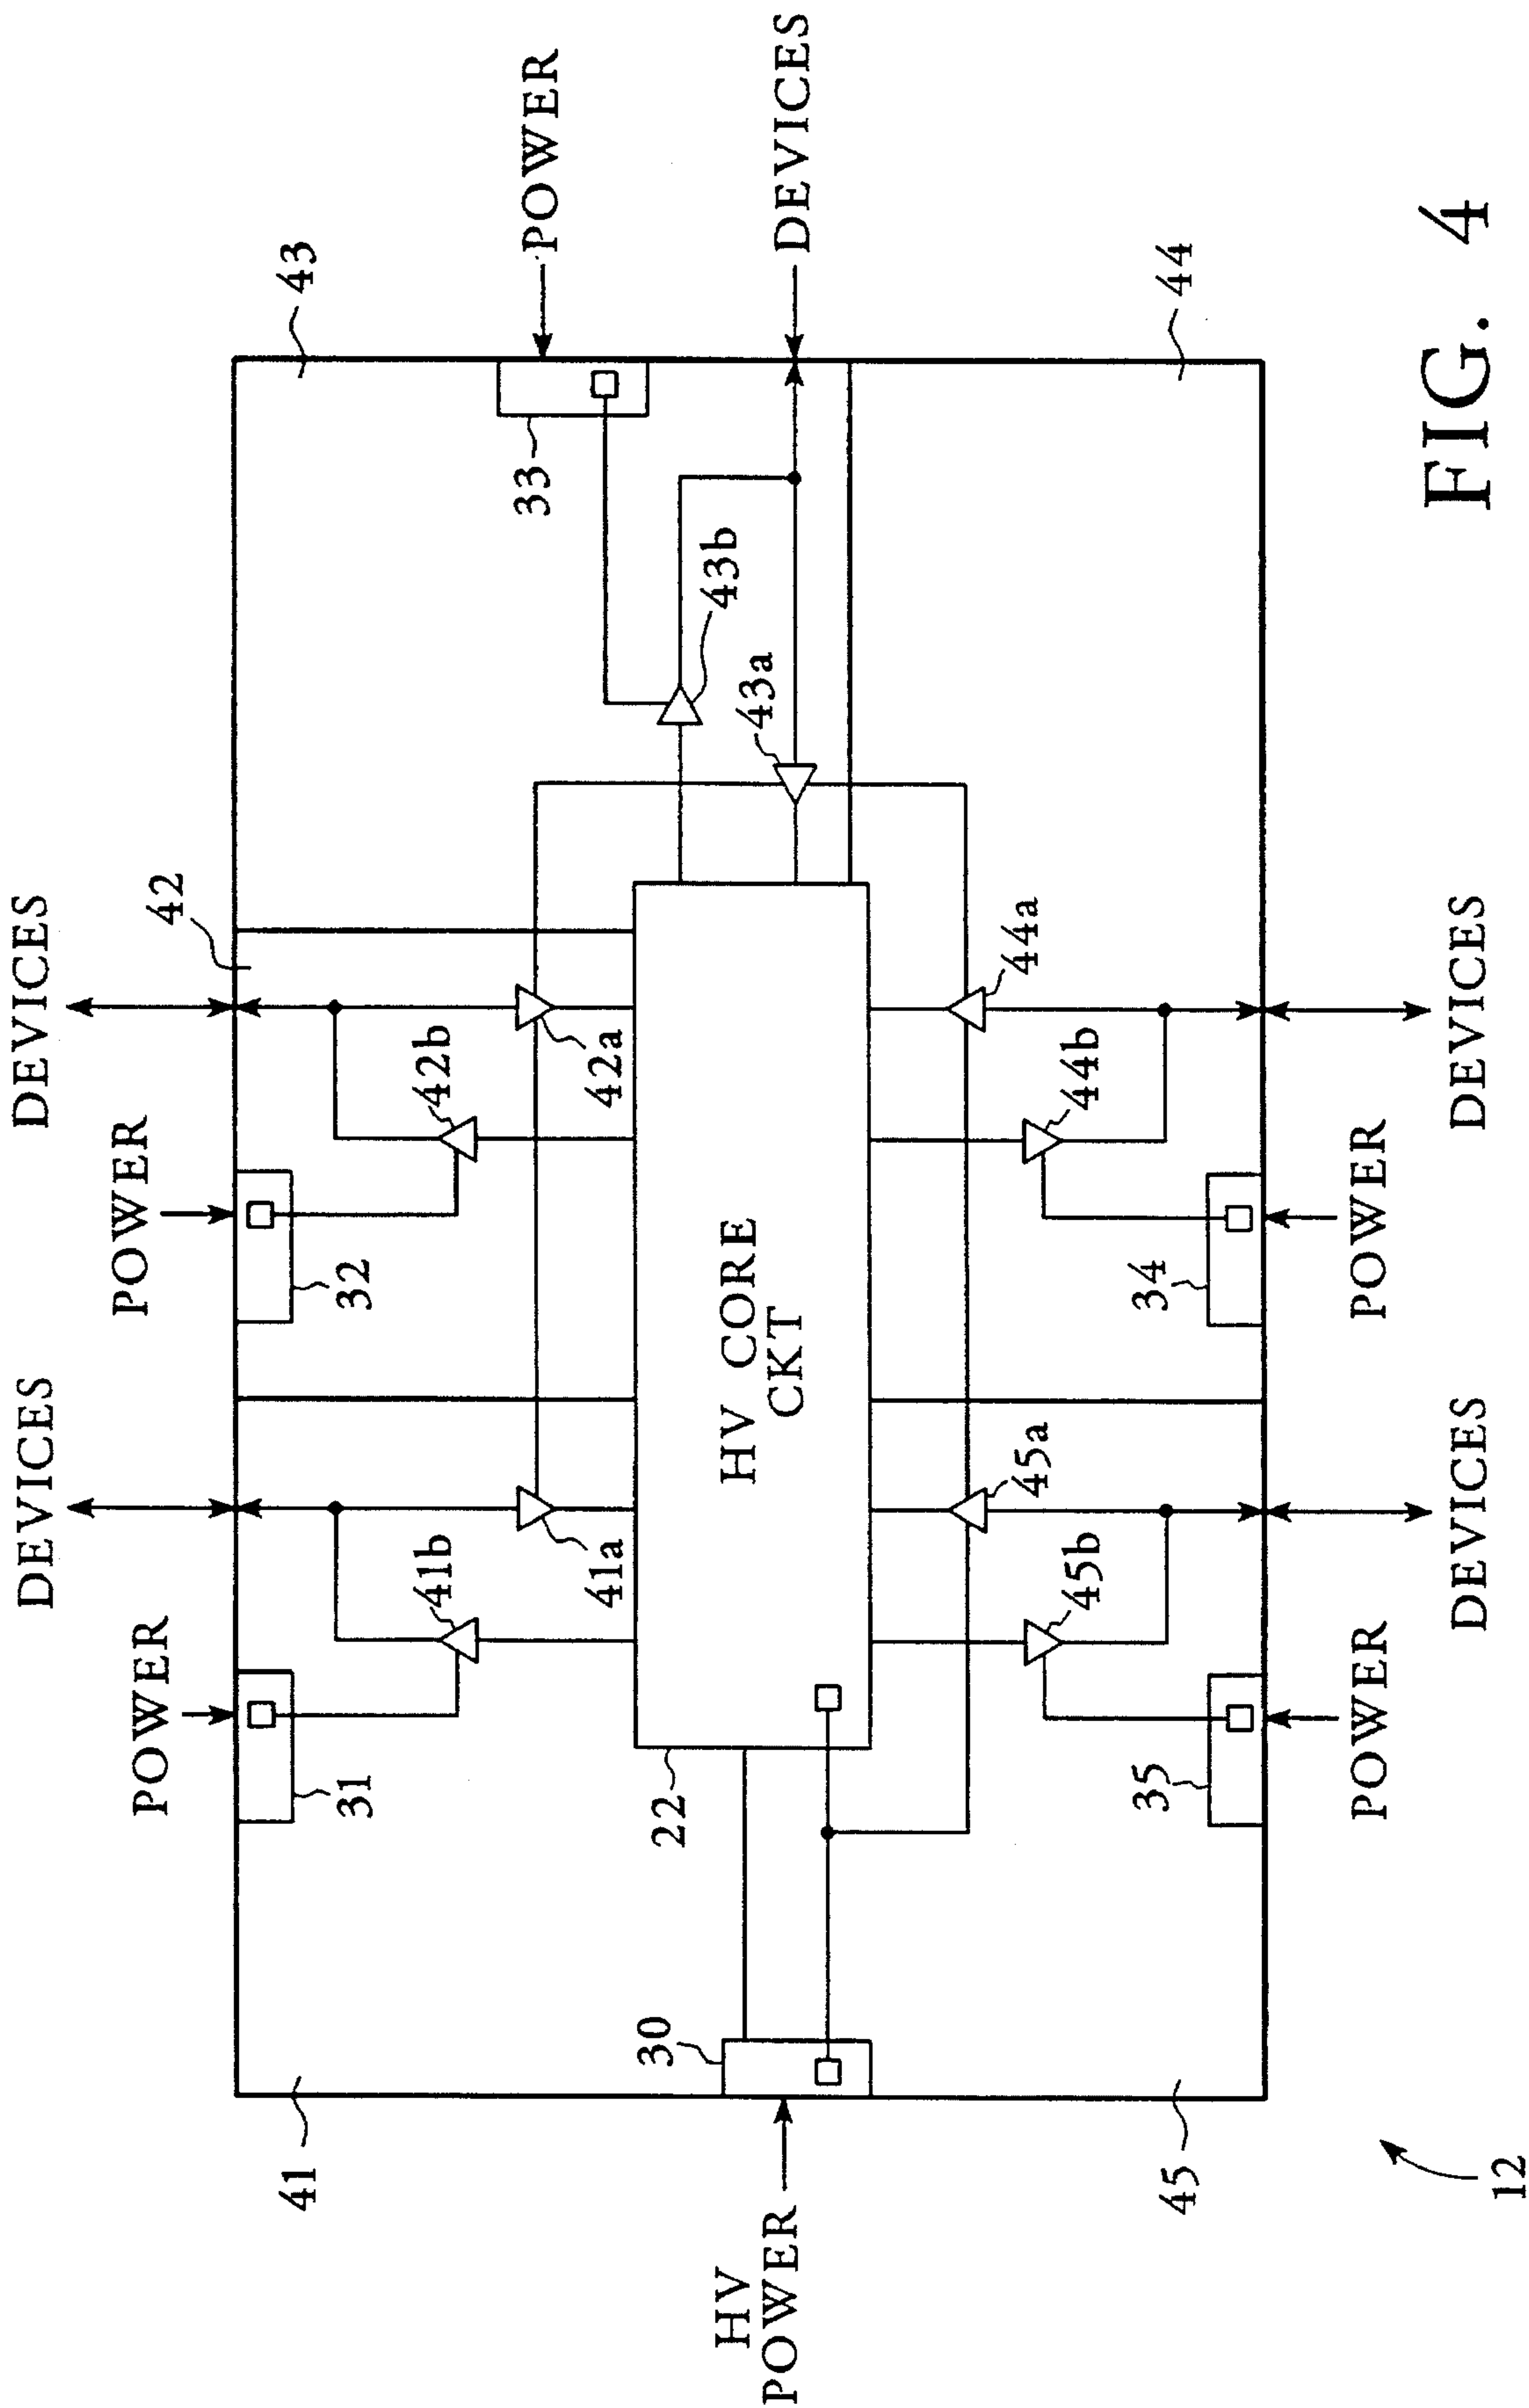 DEVICES
DEVICES
POWER
POWER
42
41
43
31
32
33
POWER
41b
42b
43b
41a
42a
43a
HV POWER
30
22
HV CORE
CKT
DEVICES
45a
44a
45b
44b
35
34
45
44
POWER
POWER
DEVICES
DEVICES
12
FIG. 4